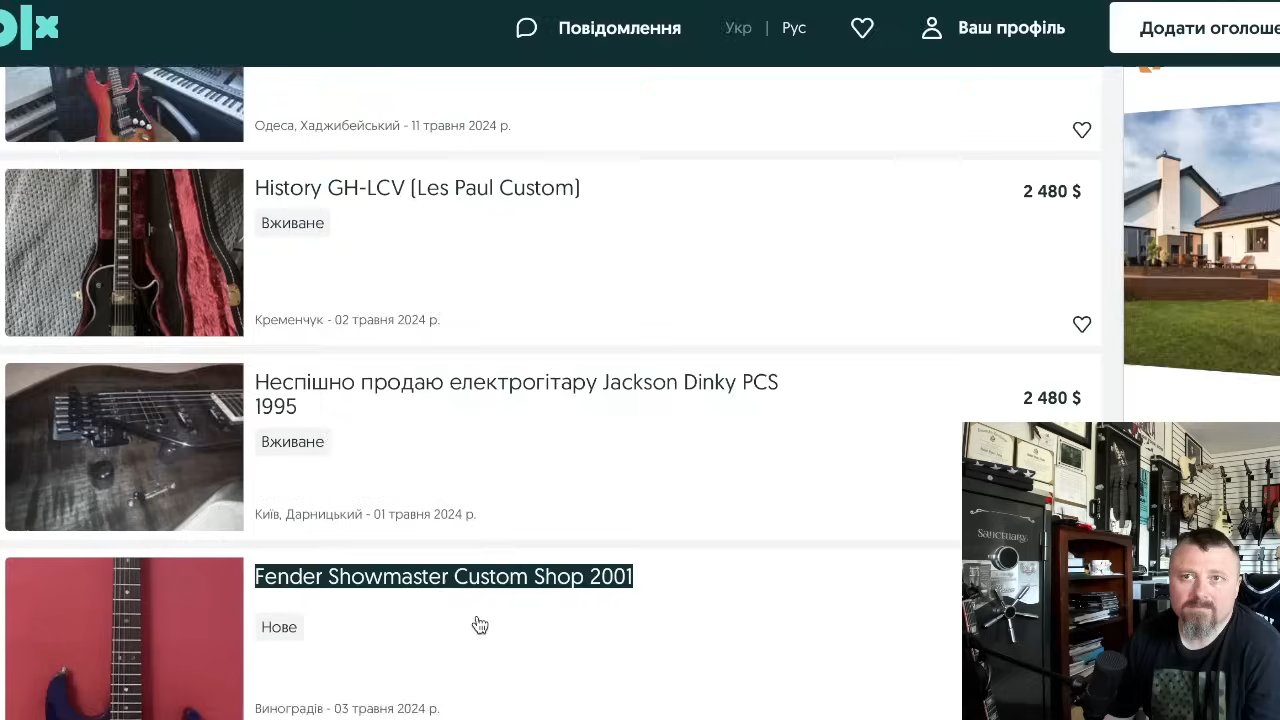 olx
Повідомлення
Укр | Рус
Ваш профіль
Додати оголоше
Одеса, Хаджибейський - 11 травня 2024 р.
History GH-LCV (Les Paul Custom)
2 480 $
Вживане
Кременчук - 02 травня 2024 р.
Неспішно продаю електрогітару Jackson Dinky PCS
1995
2 480 $
Вживане
Київ, Дарницький - 01 травня 2024 р.
Sanctuary
Fender Showmaster Custom Shop 2001
Нове
Виноградів - 03 травня 2024 р.